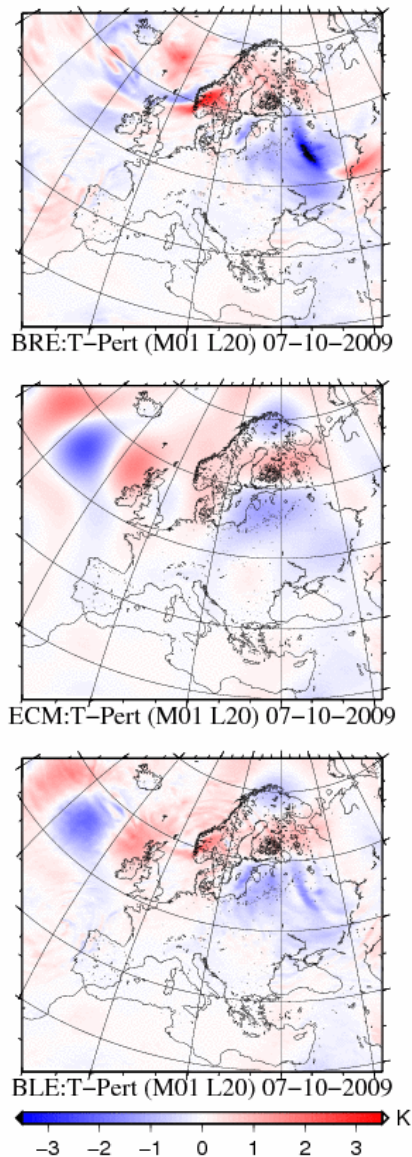 BRE:T−Pert (M01 L20) 07−10−2009
ECM:T−Pert (M01 L20) 07−10−2009
BLE:T−Pert (M01 L20) 07−10−2009
K
−3 −2 −1 0 1 2 3